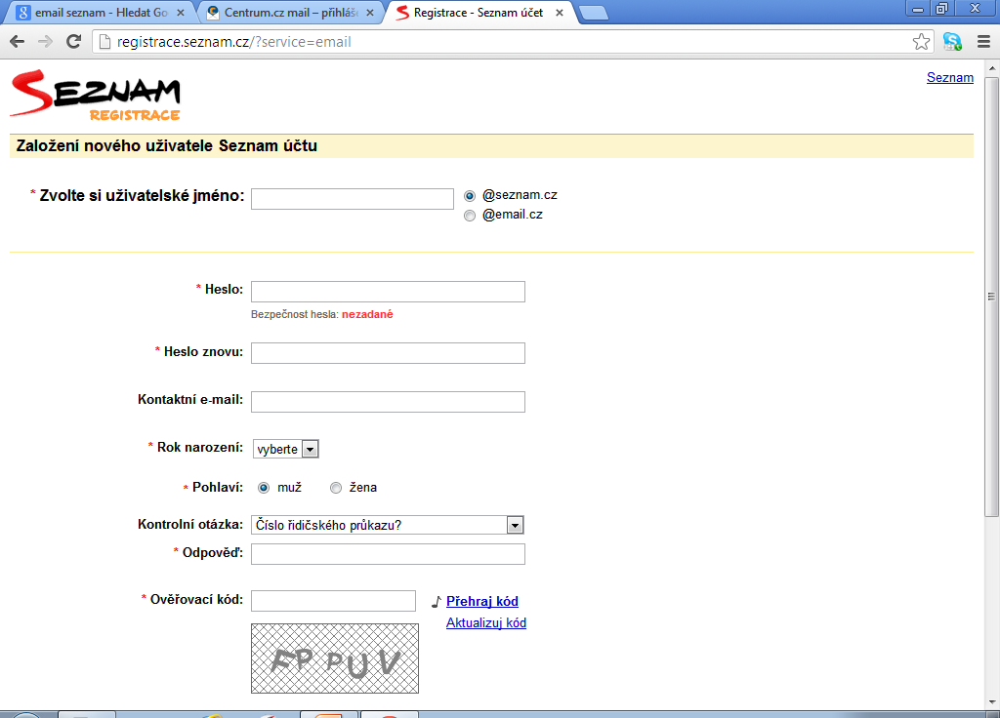 email seznam - Hledat Go
Centrum.cz mail – přihláše
Registrace - Seznam účet
registrace.seznam.cz/?service=email
SEZNAM
REGISTRACE
Seznam
Založení nového uživatele Seznam účtu
* Zvolte si uživatelské jméno:
@seznam.cz
@email.cz
* Heslo:
Bezpečnost hesla: nezadané
* Heslo znovu:
Kontaktní e-mail:
* Rok narození: vyberte
* Pohlaví: muž žena
Kontrolní otázka: Číslo řidičského průkazu?
* Odpověď:
* Ověřovací kód:
Přehraj kód
Aktualizuj kód
FP PUV